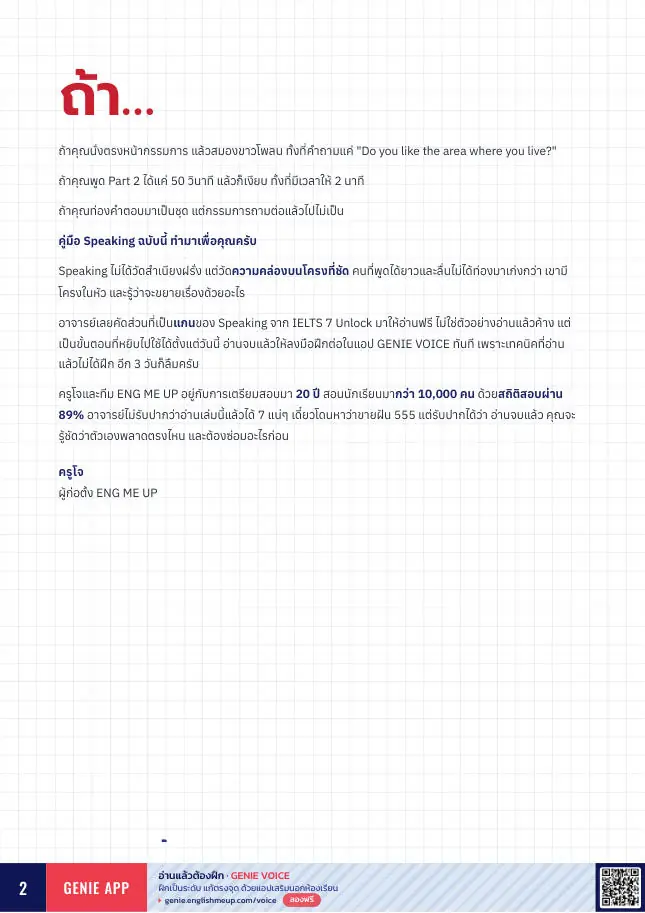 ถ้า...
ถ้าคุณนั่งตรงหน้ากรรมการ แล้วสมองขาวโพลน ทั้งที่คำถามแค่ "Do you like the area where you live?"
ถ้าคุณพูด Part 2 ได้แค่ 50 วินาที แล้วก็เงียบ ทั้งที่มีเวลาให้ 2 นาที
ถ้าคุณท่องคำตอบมาเป็นชุด แต่กรรมการถามต่อแล้วไปไม่เป็น
คู่มือ Speaking ฉบับนี้ ทำมาเพื่อคุณครับ
Speaking ไม่ได้วัดสำเนียงฝรั่ง แต่วัดความคล่องบนโครงที่ชัด คนที่พูดได้ยาวและลื่นไม่ได้ท่องมาเก่งกว่า เขามี
โครงในหัว และรู้ว่าจะขยายเรื่องด้วยอะไร
อาจารย์เลยคัดส่วนที่เป็นแกนของ Speaking จาก IELTS 7 Unlock มาให้อ่านฟรี ไม่ใช่ตัวอย่างอ่านแล้วค้าง แต่
เป็นขั้นตอนที่หยิบไปใช้ได้ตั้งแต่วันนี้ อ่านจบแล้วให้ลงมือฝึกต่อในแอป GENIE VOICE ทันที เพราะเทคนิคที่อ่าน
แล้วไม่ได้ฝึก อีก 3 วันก็ลืมครับ
ครูโจและทีม ENG ME UP อยู่กับการเตรียมสอบมา 20 ปี สอนนักเรียนมากว่า 10,000 คน ด้วยสถิติสอบผ่าน
89% อาจารย์ไม่รับปากว่าอ่านเล่มนี้แล้วได้ 7 แน่ๆ เดี๋ยวโดนหาว่าขายฝัน 555 แต่รับปากได้ว่า อ่านจบแล้ว คุณจะ
รู้ชัดว่าตัวเองพลาดตรงไหน และต้องซ่อมอะไรก่อน
ครูโจ
ผู้ก่อตั้ง ENG ME UP
2
GENIE APP
อ่านแล้วต้องฝึก · GENIE VOICE
ฝึกเป็นระดับ แก้ตรงจุด ด้วยแอปเสริมนอกห้องเรียน
genie.englishmeup.com/voice ลองฟรี